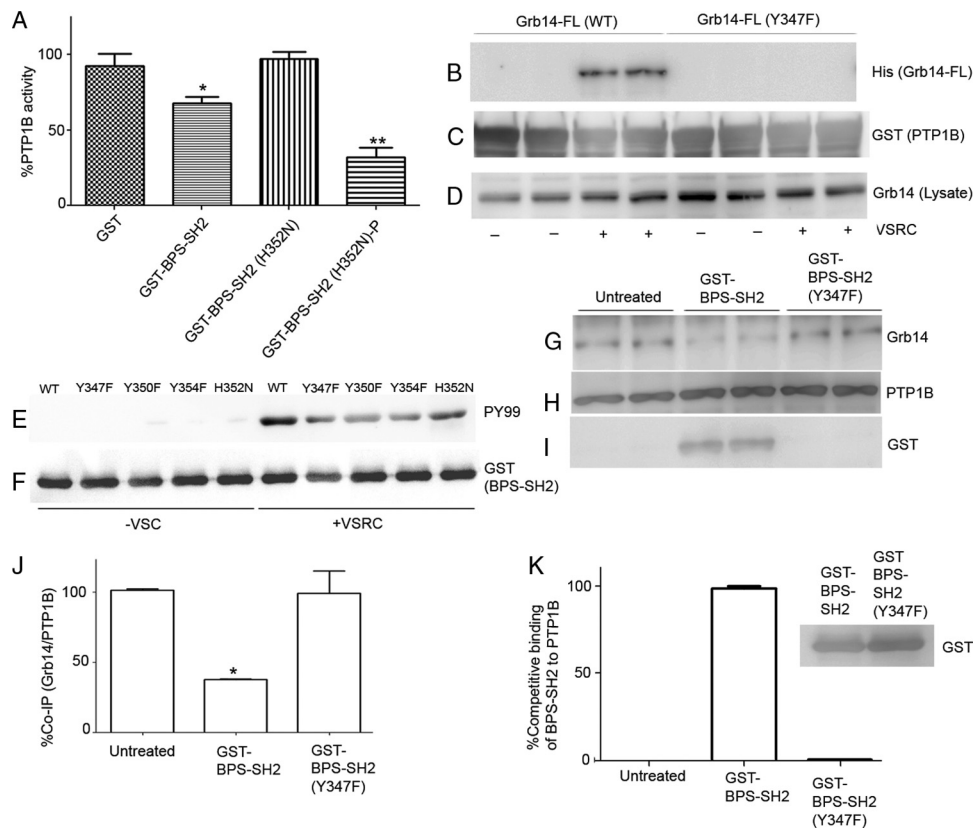 A
%PTP1B activity
100
50
0
GST
GST-BPS-SH2
GST-BPS-SH2 (H352N)
GST-BPS-SH2 (H352N)-P
*
**
Grb14-FL (WT)
Grb14-FL (Y347F)
B
His (Grb14-FL)
C
GST (PTP1B)
D
Grb14 (Lysate)
– – + + – – + +
VSRC
Untreated
GST-
BPS-SH2
GST-
BPS-SH2
(Y347F)
G
Grb14
H
PTP1B
I
GST
WT Y347F Y350F Y354F H352N WT Y347F Y350F Y354F H352N
E
PY99
F
GST
(BPS-SH2)
-VSC
+VSRC
J
%Co-IP (Grb14/PTP1B)
100
50
0
*
Untreated
GST-
BPS-SH2
GST-
BPS-SH2
(Y347F)
K
%Competitive binding
of BPS-SH2 to PTP1B
100
50
0
Untreated
GST-
BPS-SH2
GST-
BPS-SH2
(Y347F)
GST-
BPS-
SH2
GST
BPS-
SH2
(Y347F)
GST